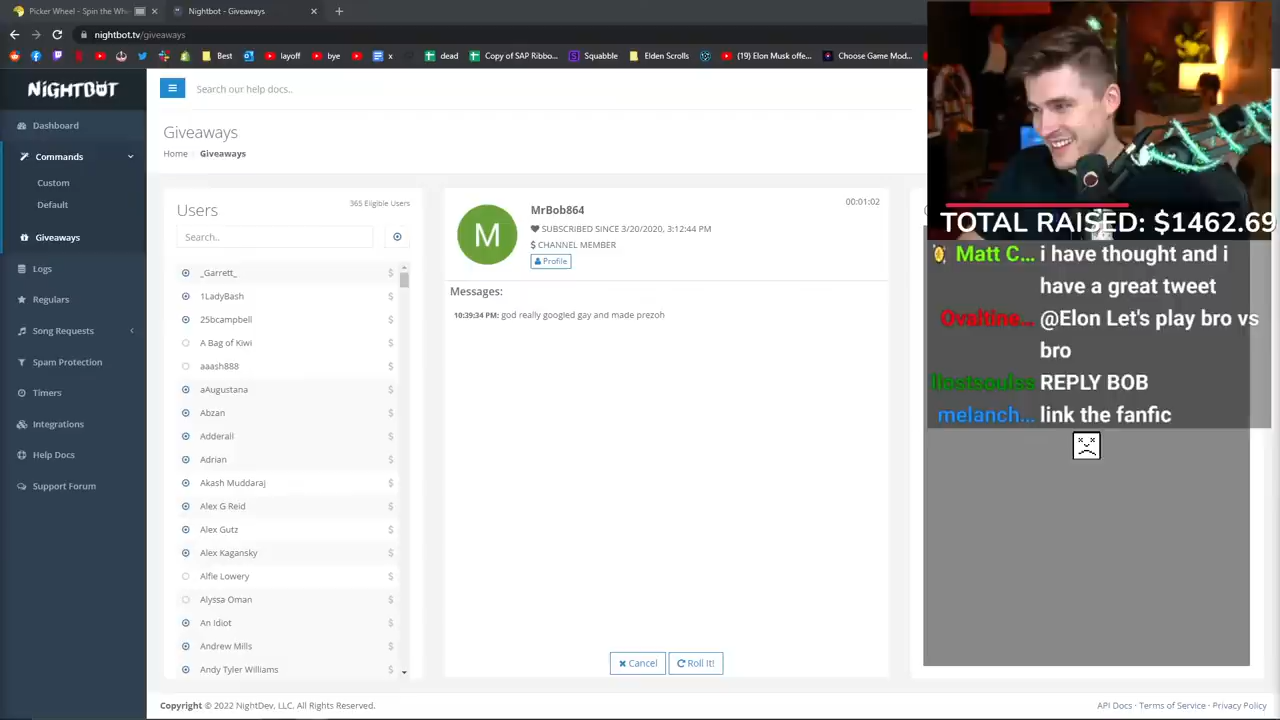 Picker Wheel - Spin the Whe
Nightbot - Giveaways
nightbot.tv/giveaways
Best
layoff
bye
x
dead
Copy of SAP Ribbo...
Squabble
Elden Scrolls
(19) Elon Musk offe...
Choose Game Mod...
NIGHTBOT
Search our help docs..
Dashboard
Commands
Custom
Default
Giveaways
Logs
Regulars
Song Requests
Spam Protection
Timers
Integrations
Help Docs
Support Forum
Giveaways
Home Giveaways
Users
365 Eligible Users
Search..
_Garrett_ $
1LadyBash $
25bcampbell $
A Bag of Kiwi $
aaash888 $
aAugustana $
Abzan $
Adderall $
Adrian $
Akash Muddaraj $
Alex G Reid $
Alex Gutz $
Alex Kagansky $
Alfie Lowery $
Alyssa Oman $
An Idiot $
Andrew Mills $
Andy Tyler Williams $
M
MrBob864
00:01:02
SUBSCRIBED SINCE 3/20/2020, 3:12:44 PM
$ CHANNEL MEMBER
Profile
Messages:
10:39:34 PM: god really googled gay and made prezoh
Cancel
Roll It!
TOTAL RAISED: $1462.69
Matt C... i have thought and i
have a great tweet
Ovaltine... @Elon Let's play bro vs
bro
llostsoulss REPLY BOB
melanch... link the fanfic
Copyright © 2022 NightDev, LLC. All Rights Reserved.
API Docs · Terms of Service · Privacy Policy